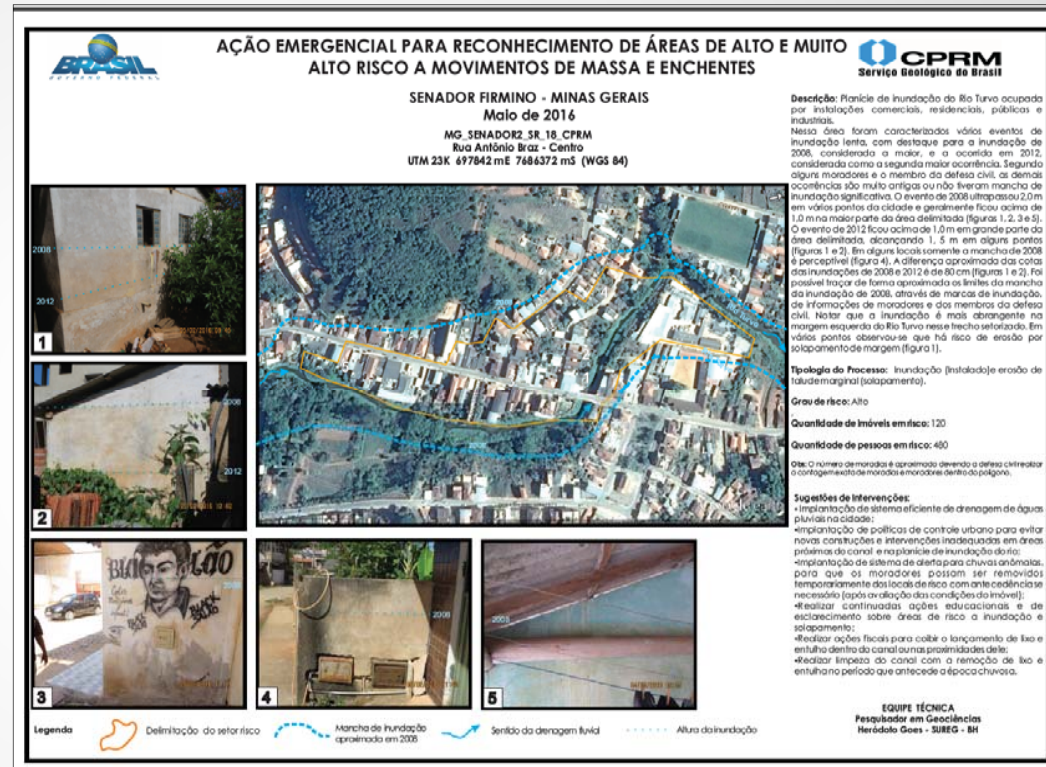 BRASIL
GOVERNO FEDERAL
AÇÃO EMERGENCIAL PARA RECONHECIMENTO DE ÁREAS DE ALTO E MUITO
ALTO RISCO A MOVIMENTOS DE MASSA E ENCHENTES
CPRM
Serviço Geológico do Brasil
SENADOR FIRMINO - MINAS GERAIS
Maio de 2016
MG_SENADOR2_SR_18_CPRM
Rua Antônio Braz - Centro
UTM 23K 697842 mE 7686372 mS (WGS 84)
Descrição: Planície de inundação do Rio Turvo ocupada
por instalações comerciais, residenciais, públicas e
industriais.
Nessa área foram caracterizados vários eventos de
inundação lenta, com destaque para a inundação de
2008, considerada a maior, e a ocorrida em 2012,
considerada como a segunda maior ocorrência. Segundo
alguns moradores e o membro da defesa civil, as demais
ocorrências são muito antigas ou não tiveram mancha de
inundação significativa. O evento de 2008 ultrapassou 2,0 m
em vários pontos da cidade e geralmente ficou acima de
1,0 m na maior parte da área delimitada (figuras 1, 2, 3 e 5).
O evento de 2012 ficou acima de 1,0 m em grande parte da
área delimitada, alcançando 1, 5 m em alguns pontos
(figuras 1 e 2). Em alguns locais somente a mancha de 2008
é perceptível (figura 4). A diferença aproximada das cotas
das inundações de 2008 e 2012 é de 80 cm (figuras 1 e 2). Foi
possível traçar de forma aproximada os limites da mancha
da inundação de 2008, através de marcas de inundação,
de informações de moradores e dos membros da defesa
civil. Notar que a inundação é mais abrangente na
margem esquerda do Rio Turvo nesse trecho setorizado. Em
vários pontos observou-se que há risco de erosão por
solapamento de margem (figura 1).
Tipologia do Processo: Inundação (Instalado)e erosão de
talude marginal (solapamento).
Grau de risco: Alto
Quantidade de imóveis em risco: 120
Quantidade de pessoas em risco: 480
Obs: O número de moradias é aproximado devendo a defesa civil realizar
a contagem exata de moradias e moradores dentro do polígono.
Sugestões de Intervenções:
•Implantação de sistema eficiente de drenagem de águas
pluviais na cidade;
•Implantação de políticas de controle urbano para evitar
novas construções e intervenções inadequadas em áreas
próximas do canal e na planície de inundação do rio;
•Implantação de sistema de alerta para chuvas anômalas,
para que os moradores possam ser removidos
temporariamente dos locais de risco com antecedência se
necessário (após avaliação das condições do imóvel);
•Realizar continuadas ações educacionais e de
esclarecimento sobre áreas de risco a inundação e
solapamento;
•Realizar ações fiscais para coibir o lançamento de lixo e
entulho dentro do canal ou nas proximidades dele;
•Realizar limpeza do canal com a remoção de lixo e
entulho no período que antecede a época chuvosa.
EQUIPE TÉCNICA
Pesquisador em Geociências
Heródoto Goes - SUREG - BH
2008
2012
1
2008
2012
2
2008
Rio Turvo
2008
3
2008
4
2008
5
Legenda
Delimitação do setor risco
Mancha de inundação
aproximada em 2008
Sentido da drenagem fluvial
Altura da inundação